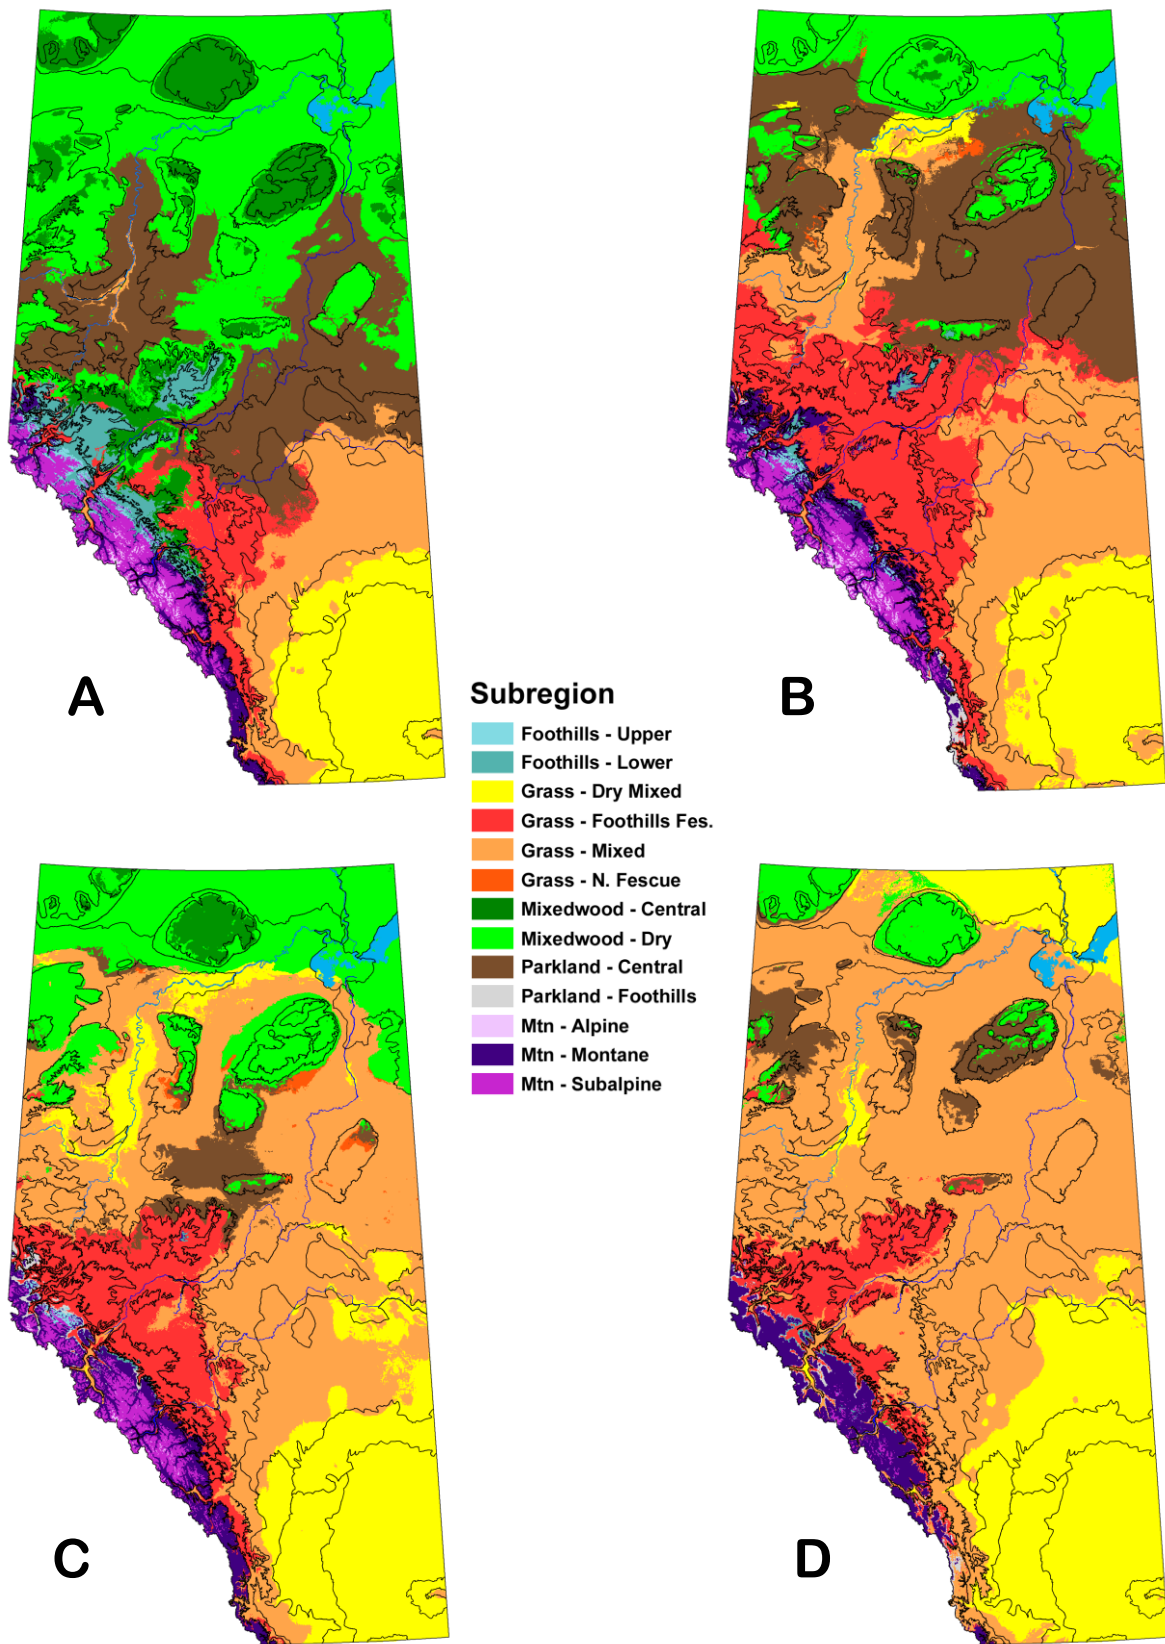 A
B
Subregion
Foothills - Upper
Foothills - Lower
Grass - Dry Mixed
Grass - Foothills Fes.
Grass - Mixed
Grass - N. Fescue
Mixedwood - Central
Mixedwood - Dry
Parkland - Central
Parkland - Foothills
Mtn - Alpine
Mtn - Montane
Mtn - Subalpine
C
D